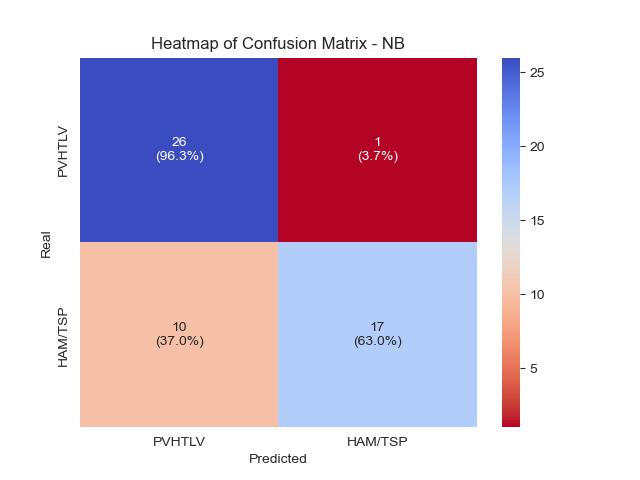 Heatmap of Confusion Matrix - NB
PVHTLV
HAM/TSP
Real
26
(96.3%)
1
(3.7%)
10
(37.0%)
17
(63.0%)
PVHTLV
HAM/TSP
Predicted
25
20
15
10
5